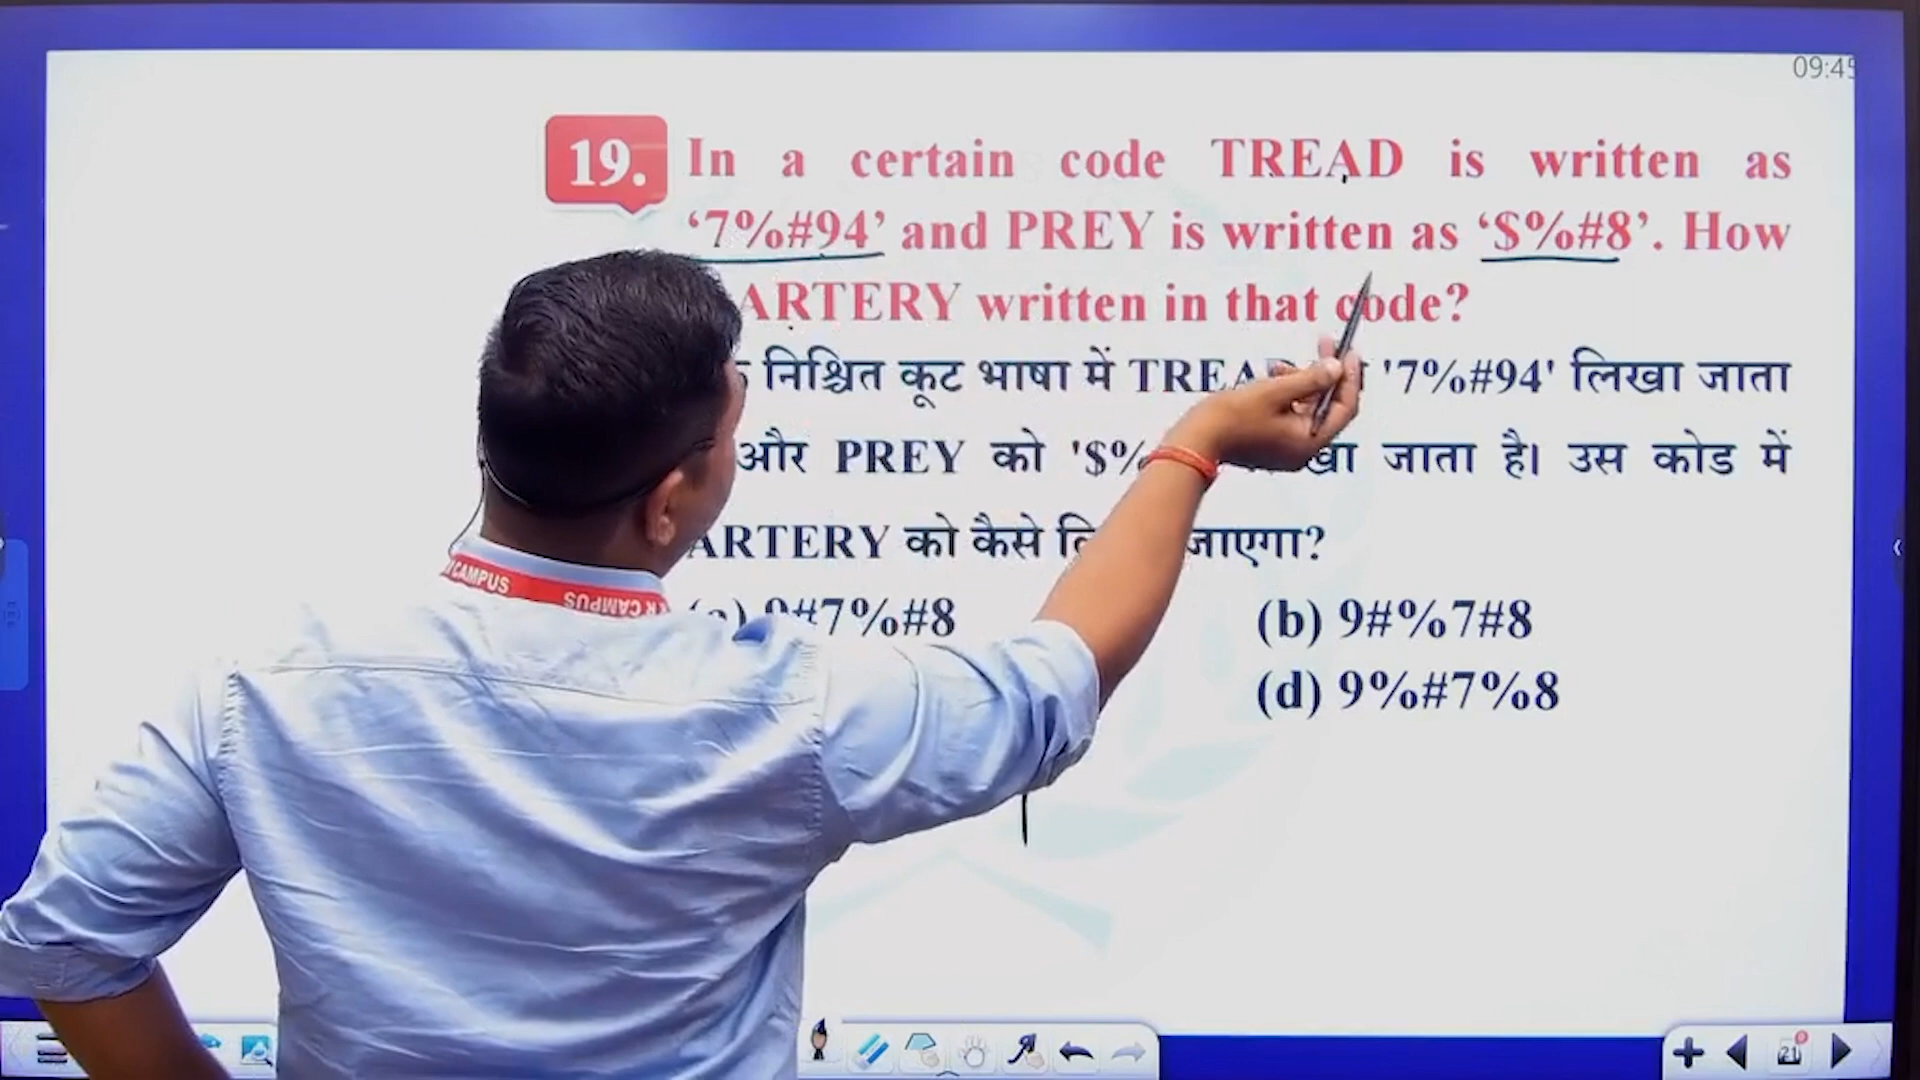 09:45
19. In a certain code TREAD is written as
‘7%#94’ and PREY is written as ‘$%#8’. How
ARTERY written in that code?
निश्चित कूट भाषा में '7%#94' लिखा जाता
और PREY को '$% जाता है। उस कोड में
ARTERY को कैसे जाएगा?
#7%#8 (b) 9#%7#8
(d) 9%#7%8
CAMPUS CAMPUS
21